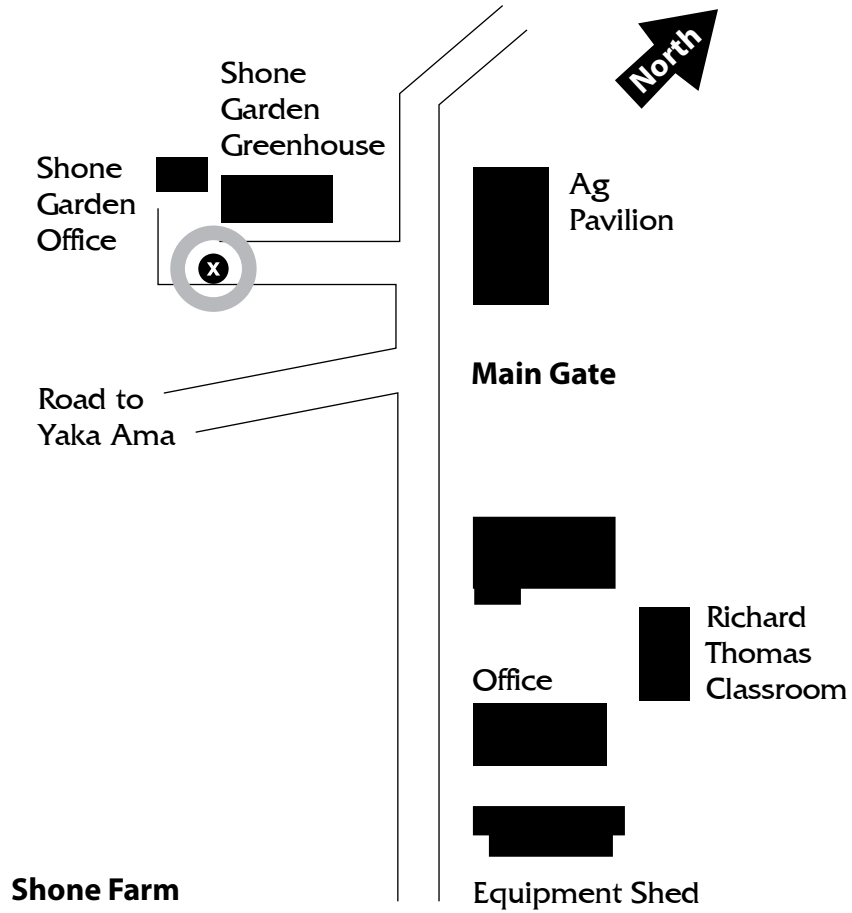 North
Shone
Garden
Greenhouse
Shone
Garden
Office
X
Ag
Pavilion
Main Gate
Road to
Yaka Ama
Richard
Thomas
Classroom
Office
Shone Farm
Equipment Shed